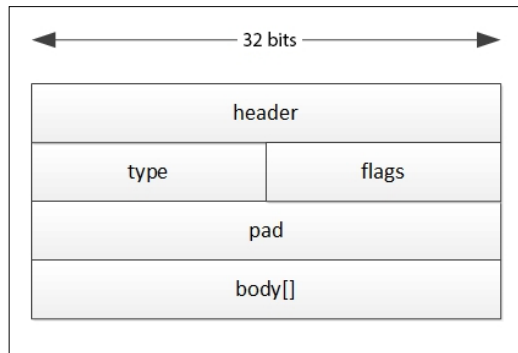 32 bits
header
type flags
pad
body[]